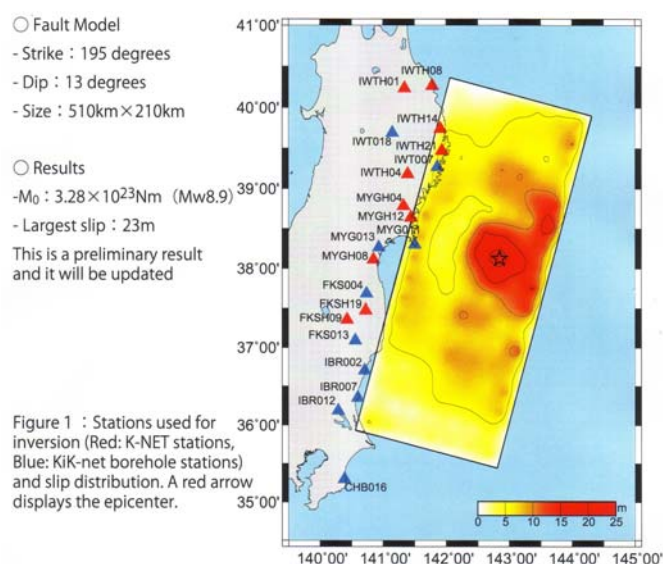 ○ Fault Model
- Strike：195 degrees
- Dip：13 degrees
- Size：510km×210km
○ Results
-M0：3.28×10²³Nm（Mw8.9）
- Largest slip：23m
This is a preliminary result
and it will be updated
Figure 1 ：Stations used for
inversion (Red: K-NET stations,
Blue: KiK-net borehole stations)
and slip distribution. A red arrow
displays the epicenter.
41°00'
40°00'
39°00'
38°00'
37°00'
36°00'
35°00'
IWTH08
IWTH01
IWTH14
IWT018
IWTH21
IWT007
IWTH04
MYGH04
MYGH12
MYG011
MYG013
MYGH08
FKS004
FKSH19
FKSH09
FKS013
IBR002
IBR007
IBR012
CHB016
m
0 5 10 15 20 25
140°00' 141°00' 142°00' 143°00' 144°00' 145°00'